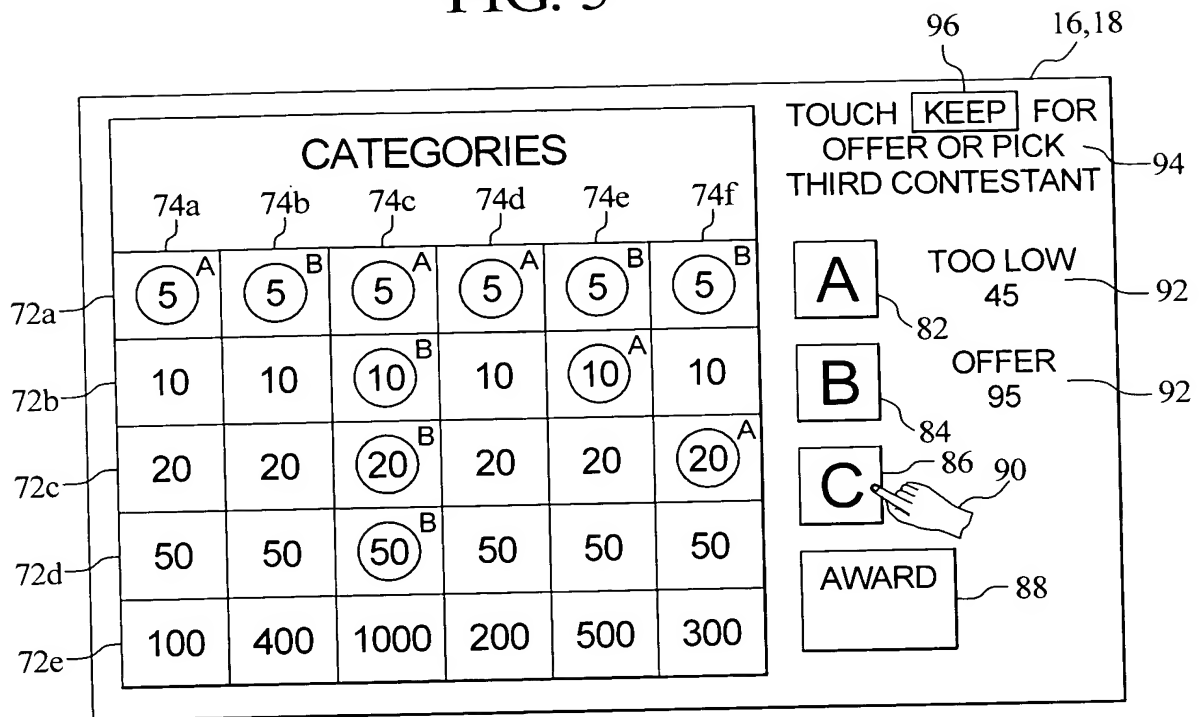 FIG. 5
96
16,18
TOUCH KEEP FOR
OFFER OR PICK
THIRD CONTESTANT
94
CATEGORIES
74a 74b 74c 74d 74e 74f
72a 5 A 5 B 5 A 5 A 5 B 5 B
72b 10 10 10 B 10 10 A 10
72c 20 20 20 B 20 20 20 A
72d 50 50 50 B 50 50 50
72e 100 400 1000 200 500 300
A
82
TOO LOW
45
92
B
84
OFFER
95
92
C
86
90
AWARD
88